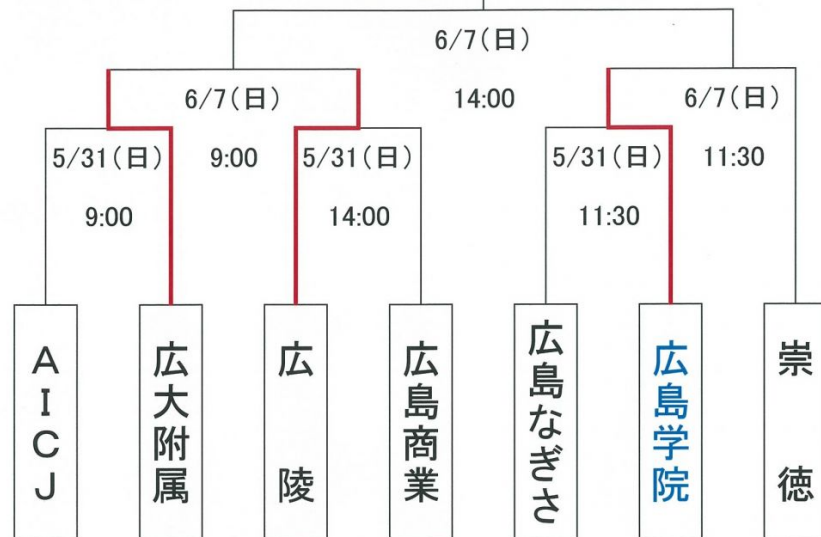 6/7(日)
14:00
6/7(日)
9:00
6/7(日)
11:30
5/31(日)
9:00
5/31(日)
14:00
5/31(日)
11:30
AICJ
広大附属
広陵
広島商業
広島なぎさ
広島学院
崇徳